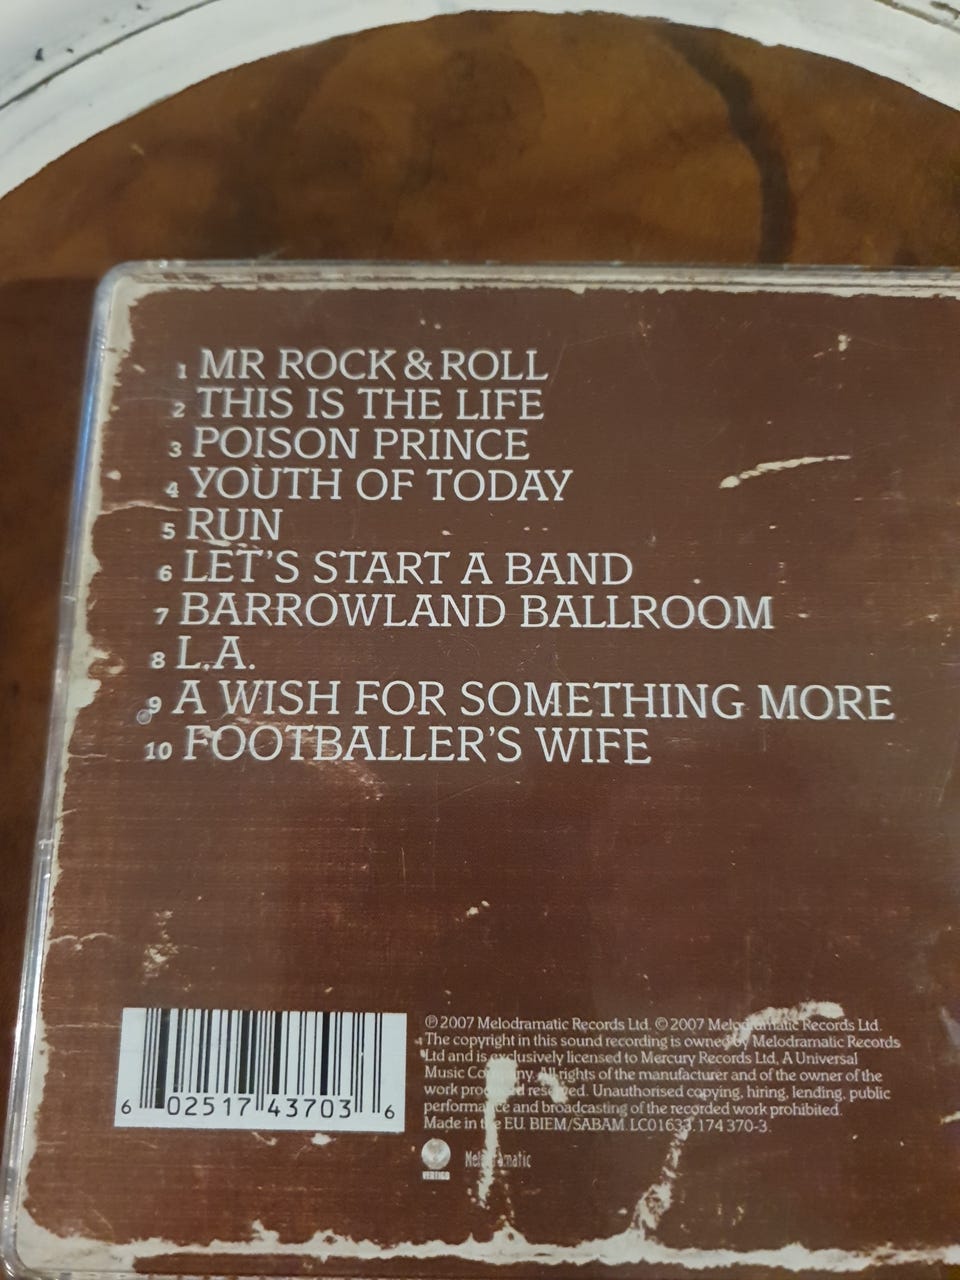 1 MR ROCK & ROLL
2 THIS IS THE LIFE
3 POISON PRINCE
4 YOUTH OF TODAY
5 RUN
6 LET'S START A BAND
7 BARROWLAND BALLROOM
8 L.A.
9 A WISH FOR SOMETHING MORE
10 FOOTBALLER'S WIFE
℗ 2007 Melodramatic Records Ltd. © 2007 Melodramatic Records Ltd.
The copyright in this sound recording is owned by Melodramatic Records
Ltd and is exclusively licensed to Mercury Records Ltd, A Universal
Music Company. All rights of the manufacturer and of the owner of the
work produced reserved. Unauthorised copying, hiring, lending, public
performance and broadcasting of the recorded work prohibited.
Made in the EU. BIEM/SABAM. LC01633. 174 370-3.
6 02517 43703 6
VERTIGO
Melodramatic